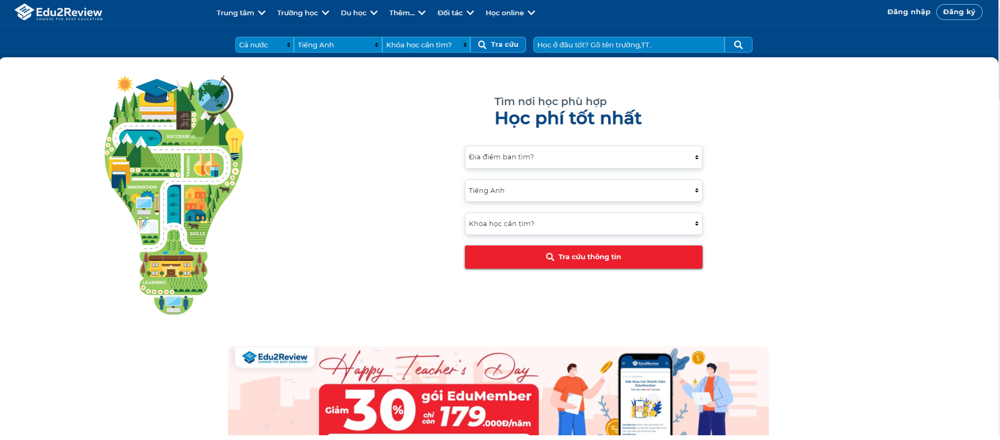 Edu2Review
CHOOSE THE BEST EDUCATION
Trung tâm
Trường học
Du học
Thêm...
Đối tác
Học online
Đăng nhập
Đăng ký
Cả nước
Tiếng Anh
Khóa học cần tìm?
Tra cứu
Học ở đâu tốt? Gõ tên trường,TT..
SUCCESSFUL
TRAINING
INNOVATION
SKILLS
LEARNING
Tìm nơi học phù hợp
Học phí tốt nhất
Địa điểm bạn tìm?
Tiếng Anh
Khóa học cần tìm?
Tra cứu thông tin
Edu2Review
CHOOSE THE BEST EDUCATION
Happy Teacher's Day
Giảm 30% gói EduMember
chỉ còn 179.000Đ/năm
Edu2Review
Đặt Mua Gói Thành Viên
EduMember